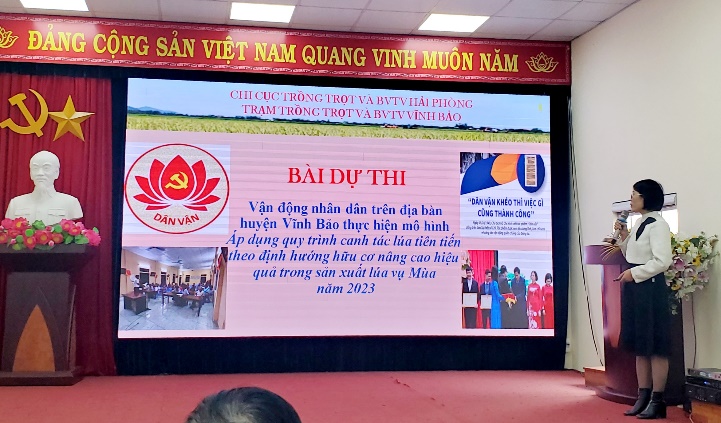 ĐẢNG CỘNG SẢN VIỆT NAM QUANG VINH MUÔN NĂM
CHI CỤC TRỒNG TRỌT VÀ BVTV HẢI PHÒNG
TRẠM TRỒNG TRỌT VÀ BVTV VĨNH BẢO
DÂN VẬN
BÀI DỰ THI
Vận động nhân dân trên địa bàn
huyện Vĩnh Bảo thực hiện mô hình
Áp dụng quy trình canh tác lúa tiên tiến
theo định hướng hữu cơ nâng cao hiệu
quả trong sản xuất lúa vụ Mùa
năm 2023
"DÂN VẬN KHÉO THÌ VIỆC GÌ
CŨNG THÀNH CÔNG"